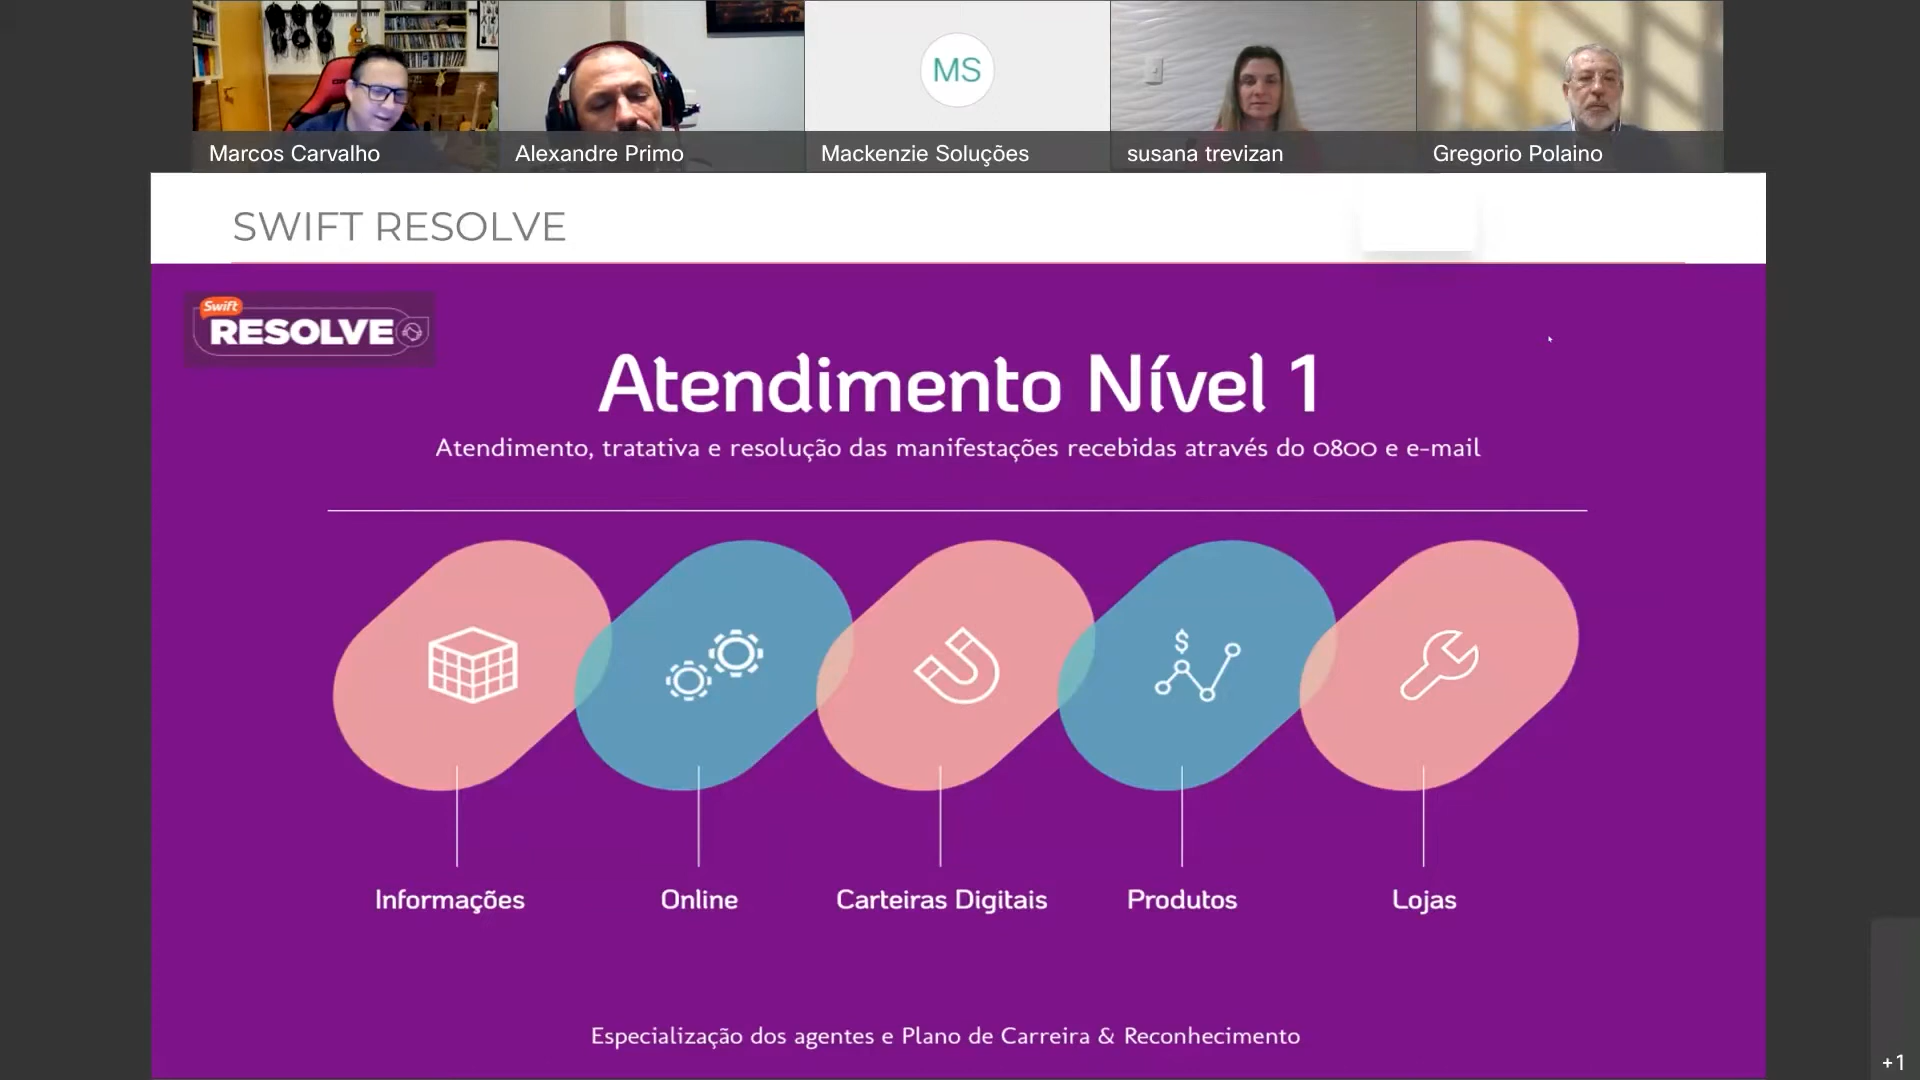 MS
Marcos Carvalho
Alexandre Primo
Mackenzie Soluções
susana trevizan
Gregorio Polaino
SWIFT RESOLVE
Swift
RESOLVE
Atendimento Nível 1
Atendimento, tratativa e resolução das manifestações recebidas através do 0800 e e-mail
$
Informações
Online
Carteiras Digitais
Produtos
Lojas
Especialização dos agentes e Plano de Carreira & Reconhecimento
+1